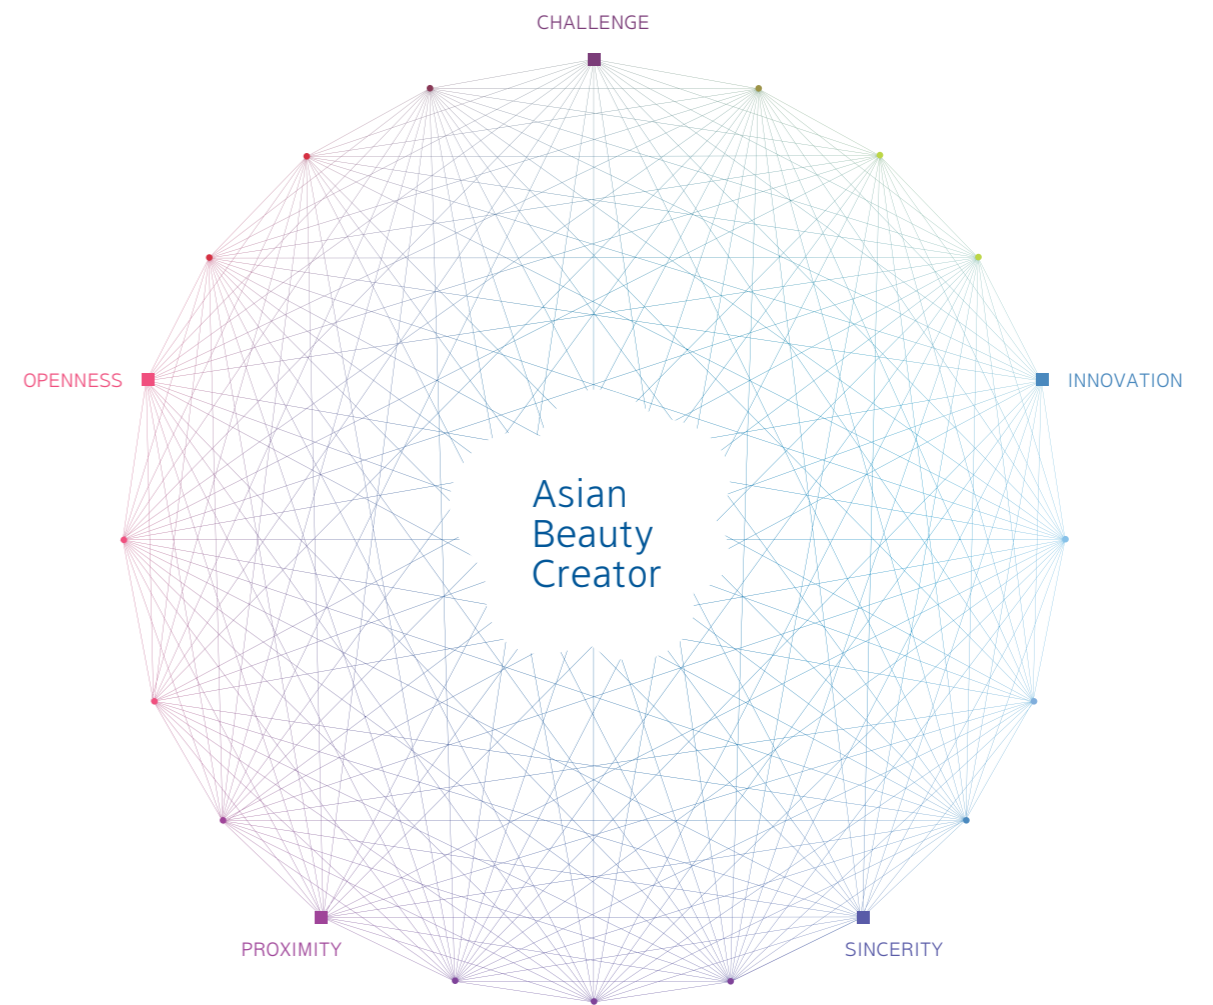 CHALLENGE
OPENNESS
INNOVATION
Asian
Beauty
Creator
PROXIMITY
SINCERITY